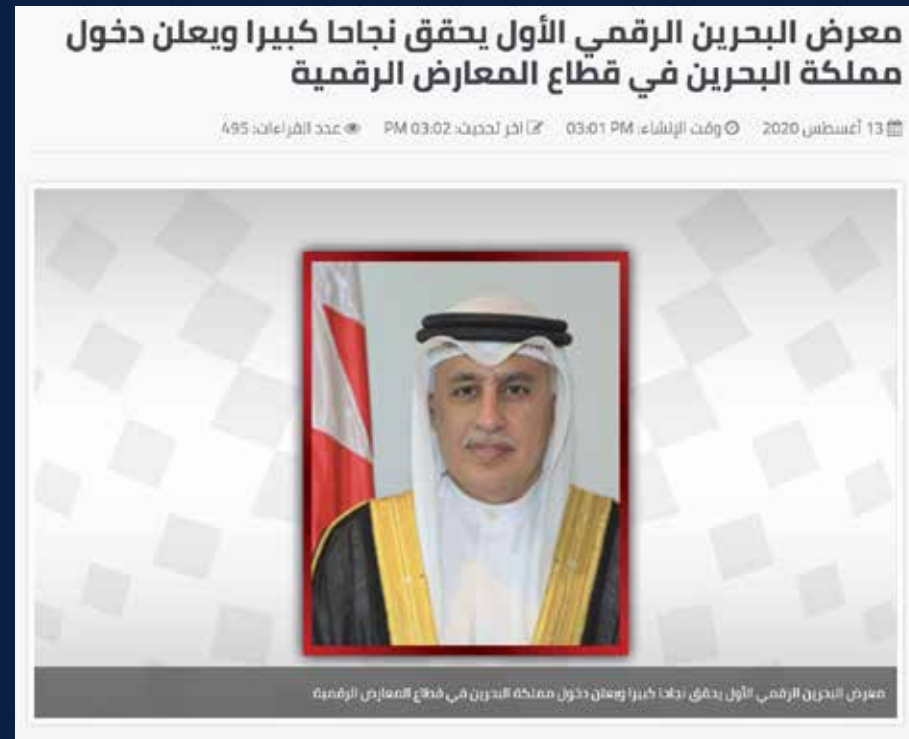 معرض البحرين الرقمي الأول يحقق نجاحا كبيرا ويعلن دخول
مملكة البحرين في قطاع المعارض الرقمية
13 أغسطس 2020 وقت الإنشاء: 03:01 PM اخر تحديث: 03:02 PM عدد القراءات: 495
معرض البحرين الرقمي الأول يحقق نجاحا كبيرا ويعلن دخول مملكة البحرين في قطاع المعارض الرقمية